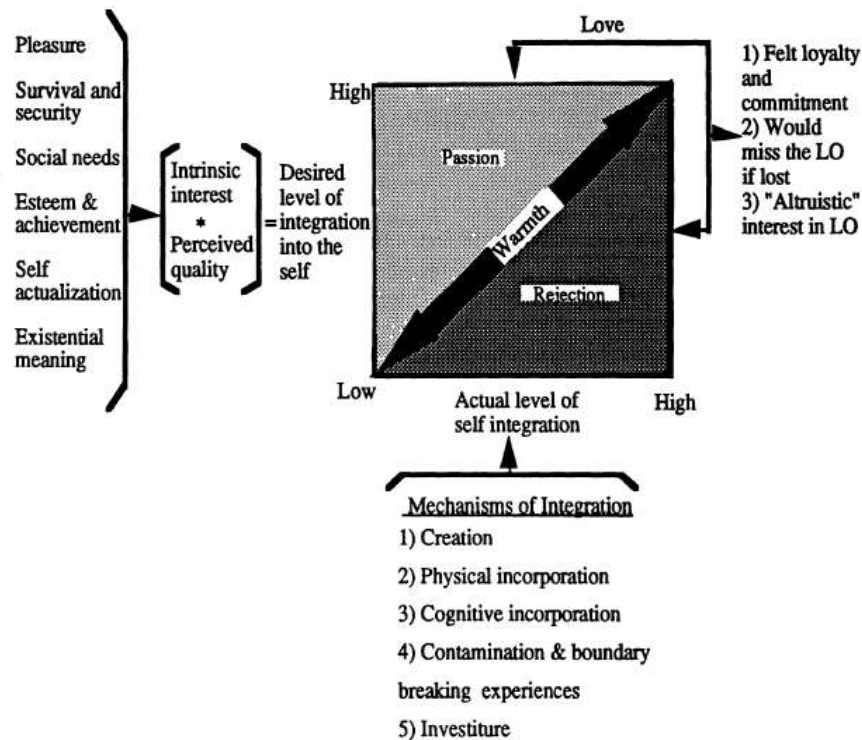 Pleasure
Survival and
security
Social needs
Esteem &
achievement
Self
actualization
Existential
meaning
Intrinsic
interest
*
Perceived
quality
=
Desired
level of
integration
into the
self
Love
High
Passion
Warmth
Rejection
Low
High
Actual level of
self integration
1) Felt loyalty
and
commitment
2) Would
miss the LO
if lost
3) "Altruistic"
interest in LO
Mechanisms of Integration
1) Creation
2) Physical incorporation
3) Cognitive incorporation
4) Contamination & boundary
breaking experiences
5) Investiture